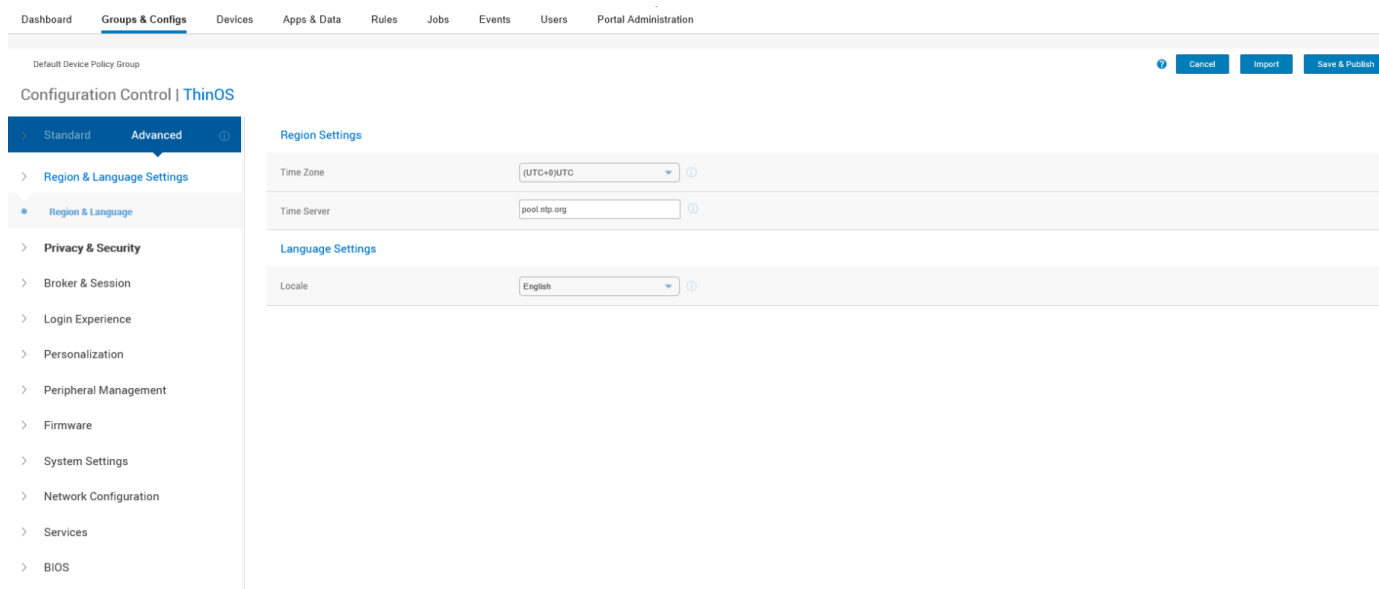 Dashboard Groups & Configs Devices Apps & Data Rules Jobs Events Users Portal Administration
Default Device Policy Group Cancel Import Save & Publish
Configuration Control | ThinOS
Standard Advanced
Region & Language Settings
Region & Language
Privacy & Security
Broker & Session
Login Experience
Personalization
Peripheral Management
Firmware
System Settings
Network Configuration
Services
BIOS
Region Settings
Time Zone (UTC+0)UTC
Time Server pool.ntp.org
Language Settings
Locale English